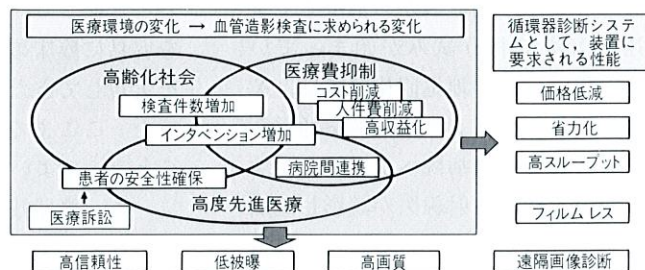 医療環境の変化 → 血管造影検査に求められる変化
循環器診断システ
ムとして，装置に
要求される性能
高齢化社会
医療費抑制
コスト削減
検査件数増加
人件費削減
高収益化
インタベンション増加
価格低減
省力化
病院間連携
高スループット
患者の安全性確保
高度先進医療
医療訴訟
フィルムレス
高信頼性
低被曝
高画質
遠隔画像診断